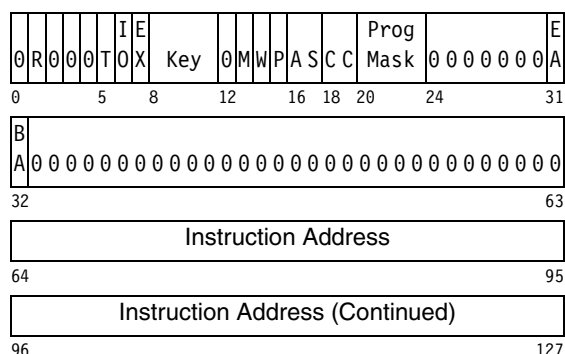 I E Prog E
0 R 0 0 0 T O X Key 0 M W P A S C C Mask 0 0 0 0 0 0 0 A
0 5 8 12 16 18 20 24 31
B
A 0 0 0 0 0 0 0 0 0 0 0 0 0 0 0 0 0 0 0 0 0 0 0 0 0 0 0 0 0 0 0
32 63
Instruction Address
64 95
Instruction Address (Continued)
96 127